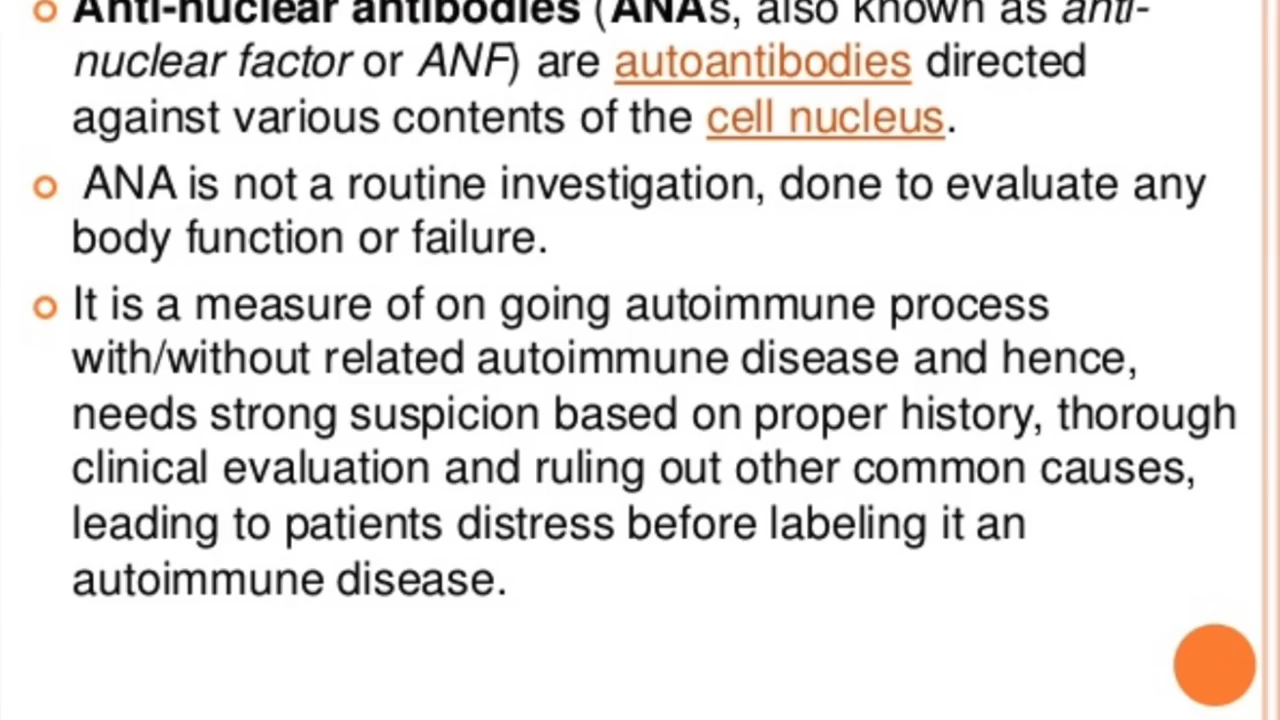 Anti-nuclear antibodies (ANAs, also known as anti-
nuclear factor or ANF) are autoantibodies directed
against various contents of the cell nucleus.
ANA is not a routine investigation, done to evaluate any
body function or failure.
It is a measure of on going autoimmune process
with/without related autoimmune disease and hence,
needs strong suspicion based on proper history, thorough
clinical evaluation and ruling out other common causes,
leading to patients distress before labeling it an
autoimmune disease.